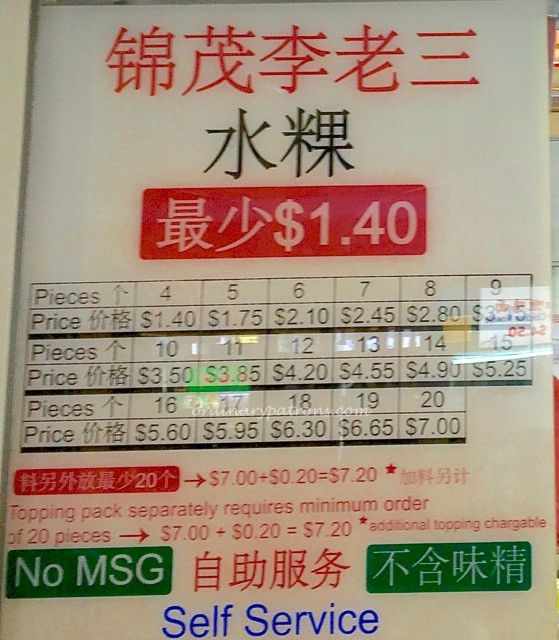 锦茂李老三
水粿
最少$1.40
Pieces 个 4 5 6 7 8 9
Price 价格 $1.40 $1.75 $2.10 $2.45 $2.80 $3.15
Pieces 个 10 11 12 13 14 15
Price 价格 $3.50 $3.85 $4.20 $4.55 $4.90 $5.25
Pieces 个 16 17 18 19 20
ordinarypatrons.com
Price 价格 $5.60 $5.95 $6.30 $6.65 $7.00
料另外放最少20个 → $7.00+$0.20=$7.20 *加料另计
Topping pack separately requires minimum order
of 20 pieces → $7.00 + $0.20 = $7.20 *additional topping chargable
No MSG 自助服务 不含味精
Self Service